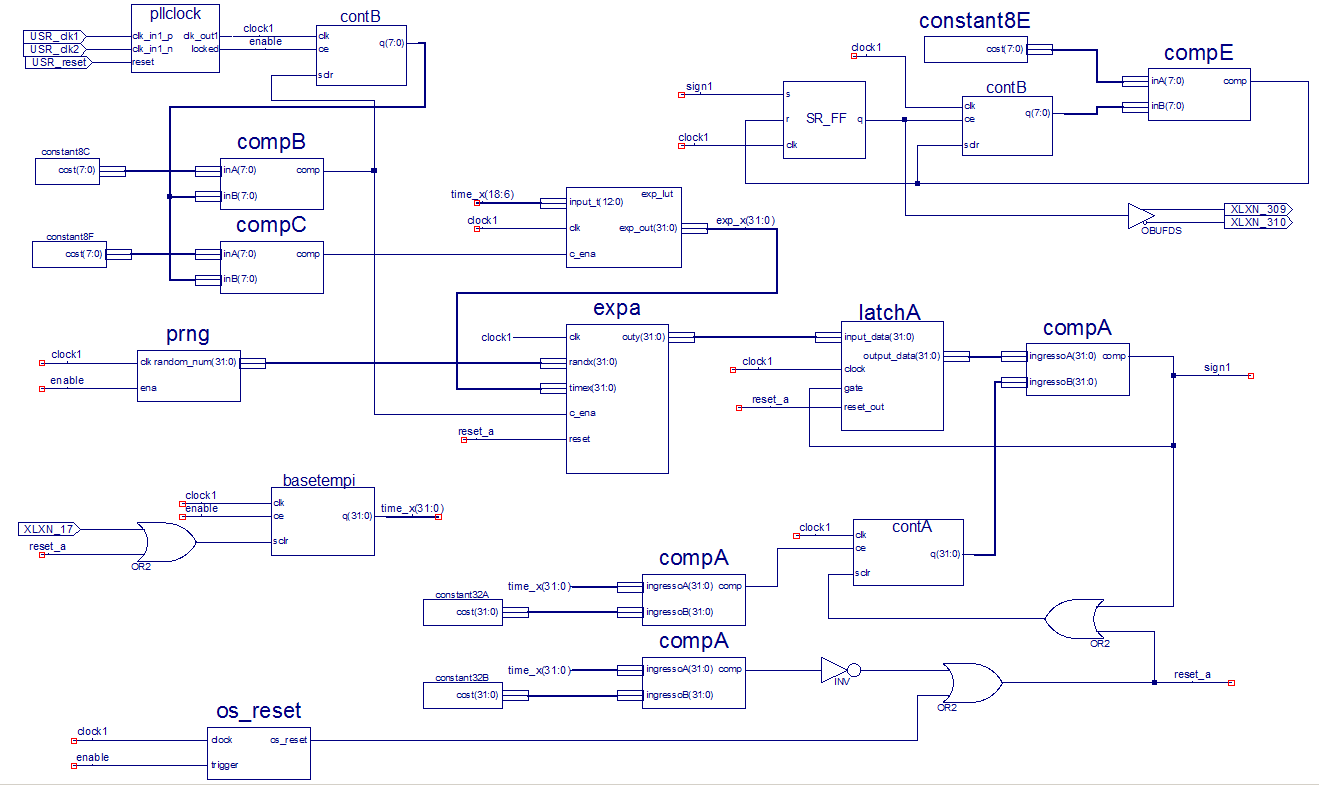 pllclock
USR_clk1
USR_clk2
USR_reset
clk_in1_p clk_out1
clk_in1_n locked
reset
clock1
enable
contB
clk
ce
sclr
q(7:0)
constant8E
cost(7:0)
compE
inA(7:0)
inB(7:0)
comp
clock1
contB
clk
ce
sclr
q(7:0)
sign1
clock1
s
r
clk
SR_FF
q
XLXN_309
XLXN_310
OBUFDS
compB
constant8C
cost(7:0)
inA(7:0)
inB(7:0)
comp
compC
constant8F
cost(7:0)
inA(7:0)
inB(7:0)
comp
time_x(18:6)
clock1
exp_lut
input_t(12:0)
clk
c_ena
exp_out(31:0)
exp_x(31:0)
prng
clock1
enable
clk random_num(31:0)
ena
expa
clock1
reset_a
clk
randx(31:0)
timex(31:0)
c_ena
reset
outy(31:0)
latchA
clock1
reset_a
input_data(31:0)
output_data(31:0)
clock
gate
reset_out
compA
ingressoA(31:0) comp
ingressoB(31:0)
sign1
basetempi
clock1
enable
clk
ce
sclr
q(31:0)
time_x(31:0)
XLXN_17
reset_a
OR2
contA
clock1
clk
ce
sclr
q(31:0)
compA
time_x(31:0)
constant32A
cost(31:0)
ingressoA(31:0) comp
ingressoB(31:0)
OR2
compA
time_x(31:0)
constant32B
cost(31:0)
ingressoA(31:0) comp
ingressoB(31:0)
INV
OR2
reset_a
os_reset
clock1
enable
clock
trigger
os_reset